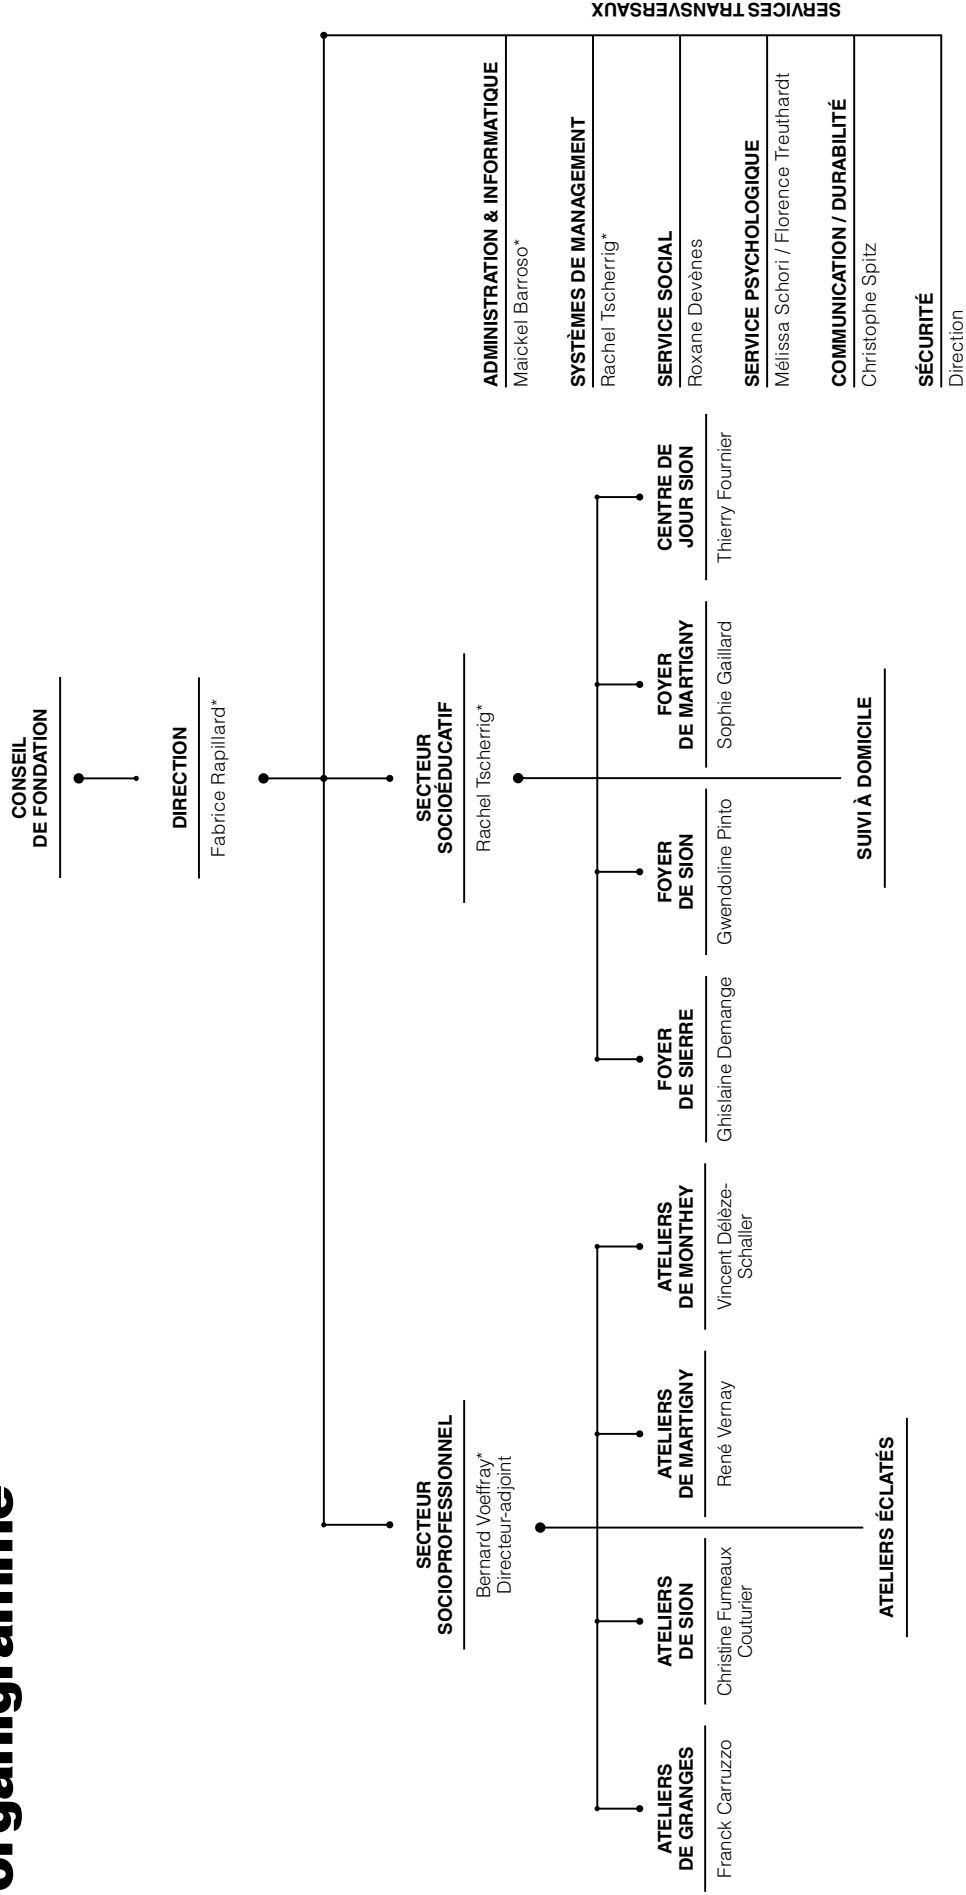 organigramme
CONSEIL
DE FONDATION
DIRECTION
Fabrice Rapillard*
SECTEUR
SOCIOPROFESSIONNEL
Bernard Voeffray*
Directeur-adjoint
ATELIERS
DE GRANGES
Franck Carruzzo
ATELIERS
DE SION
Christine Fumeaux
Couturier
ATELIERS
DE MARTIGNY
René Vernay
ATELIERS
DE MONTHEY
Vincent Délèze-
Schaller
ATELIERS ÉCLATÉS
SECTEUR
SOCIOÉDUCATIF
Rachel Tscherrig*
FOYER
DE SIERRE
Ghislaine Demange
FOYER
DE SION
Gwendoline Pinto
FOYER
DE MARTIGNY
Sophie Gaillard
CENTRE DE
JOUR SION
Thierry Fournier
SUIVI À DOMICILE
SERVICES TRANSVERSAUX
ADMINISTRATION & INFORMATIQUE
Maickel Barroso*
SYSTÈMES DE MANAGEMENT
Rachel Tscherrig*
SERVICE SOCIAL
Roxane Devènes
SERVICE PSYCHOLOGIQUE
Mélissa Schori / Florence Treuthardt
COMMUNICATION / DURABILITÉ
Christophe Spitz
SÉCURITÉ
Direction